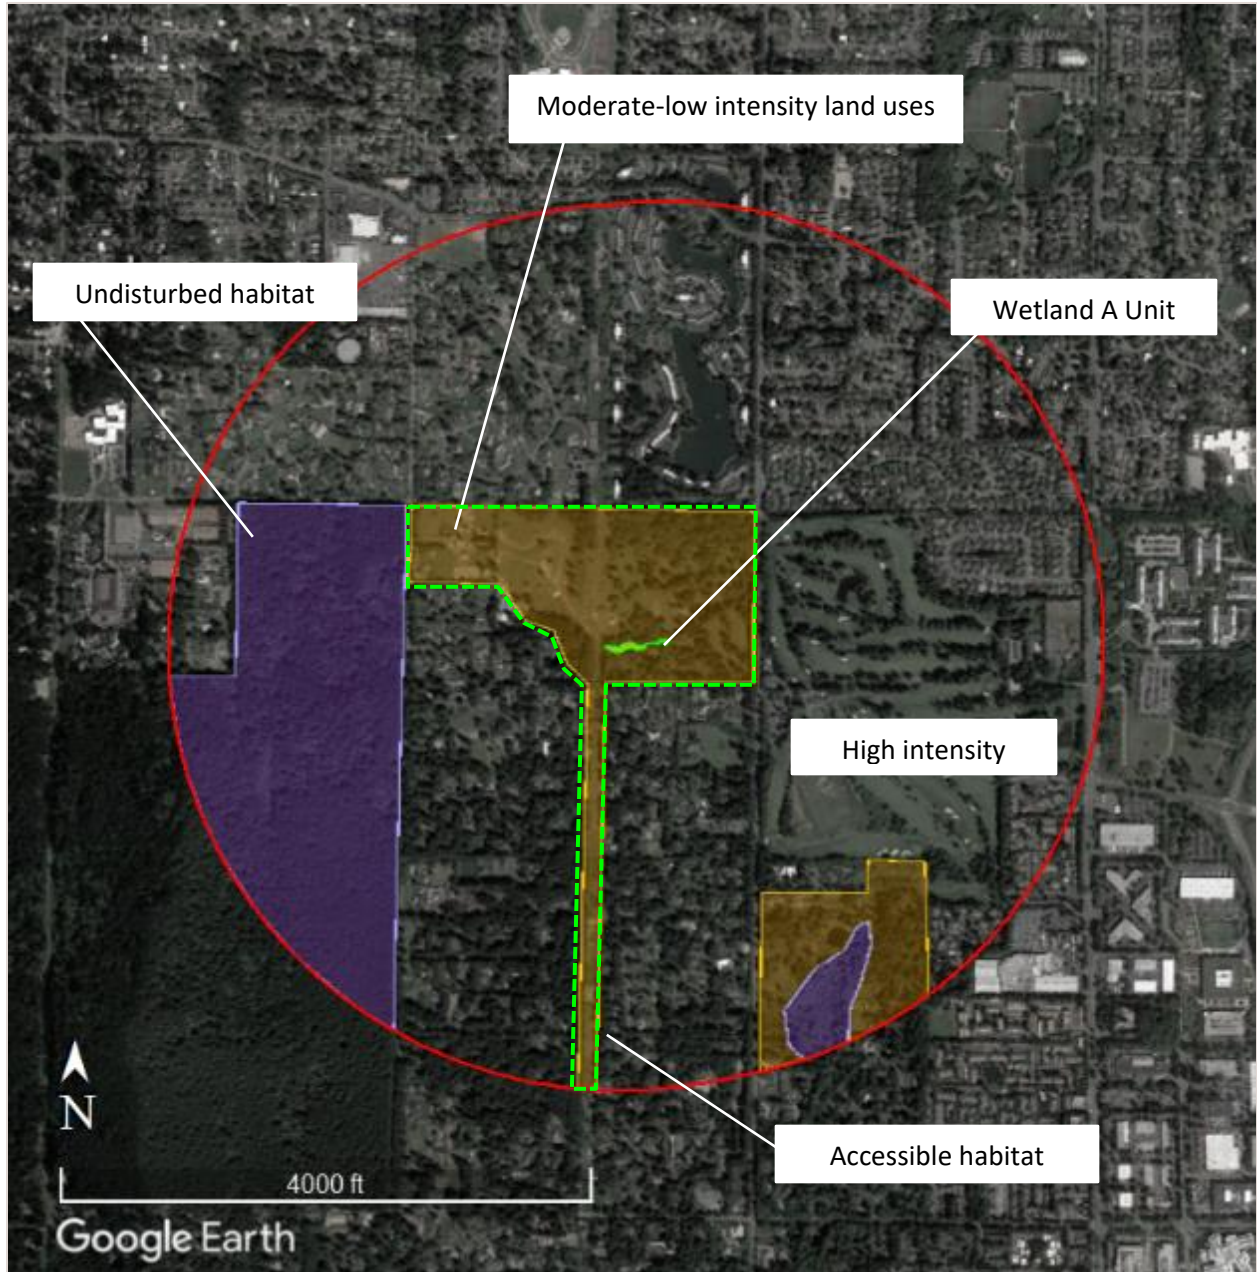 Moderate-low intensity land uses
Undisturbed habitat
Wetland A Unit
High intensity
Accessible habitat
N
4000 ft
Google Earth